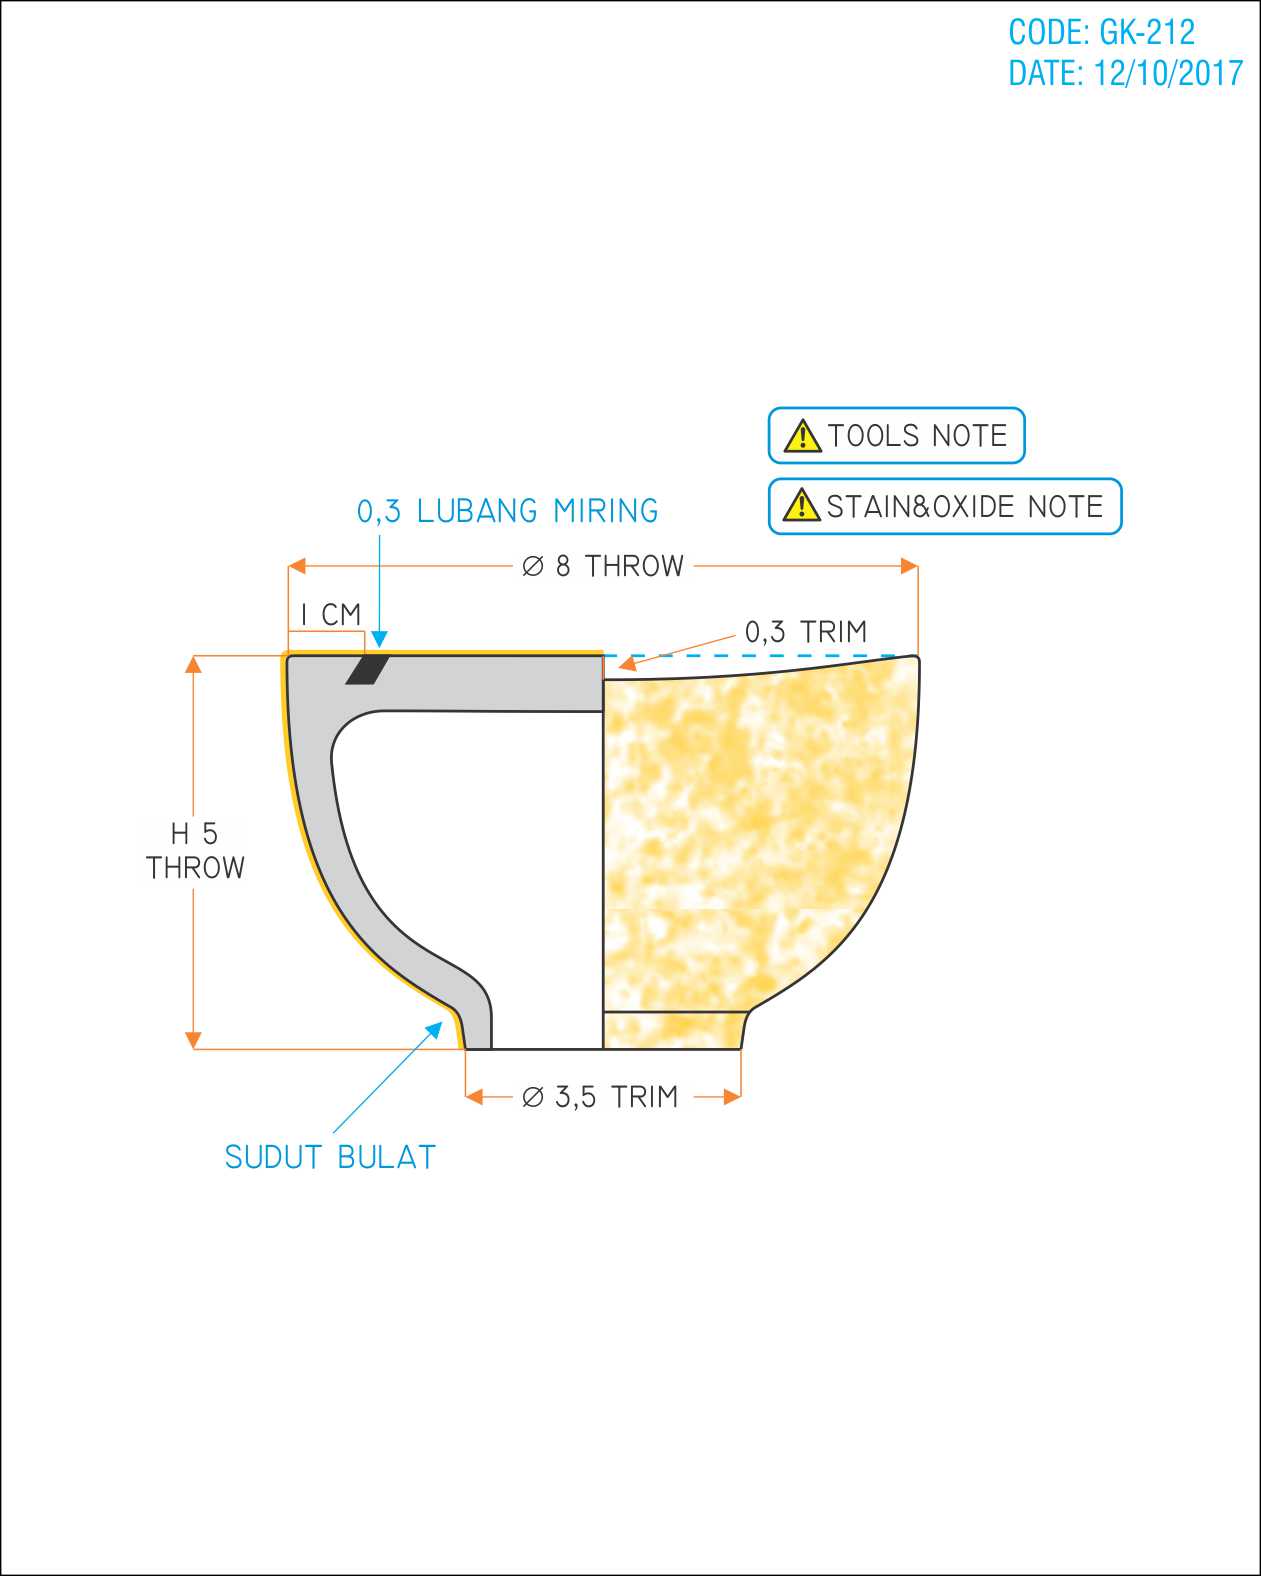 CODE: GK-212
DATE: 12/10/2017
TOOLS NOTE
STAIN&OXIDE NOTE
0,3 LUBANG MIRING
Ø 8 THROW
1 CM
0,3 TRIM
H 5
THROW
Ø 3,5 TRIM
SUDUT BULAT